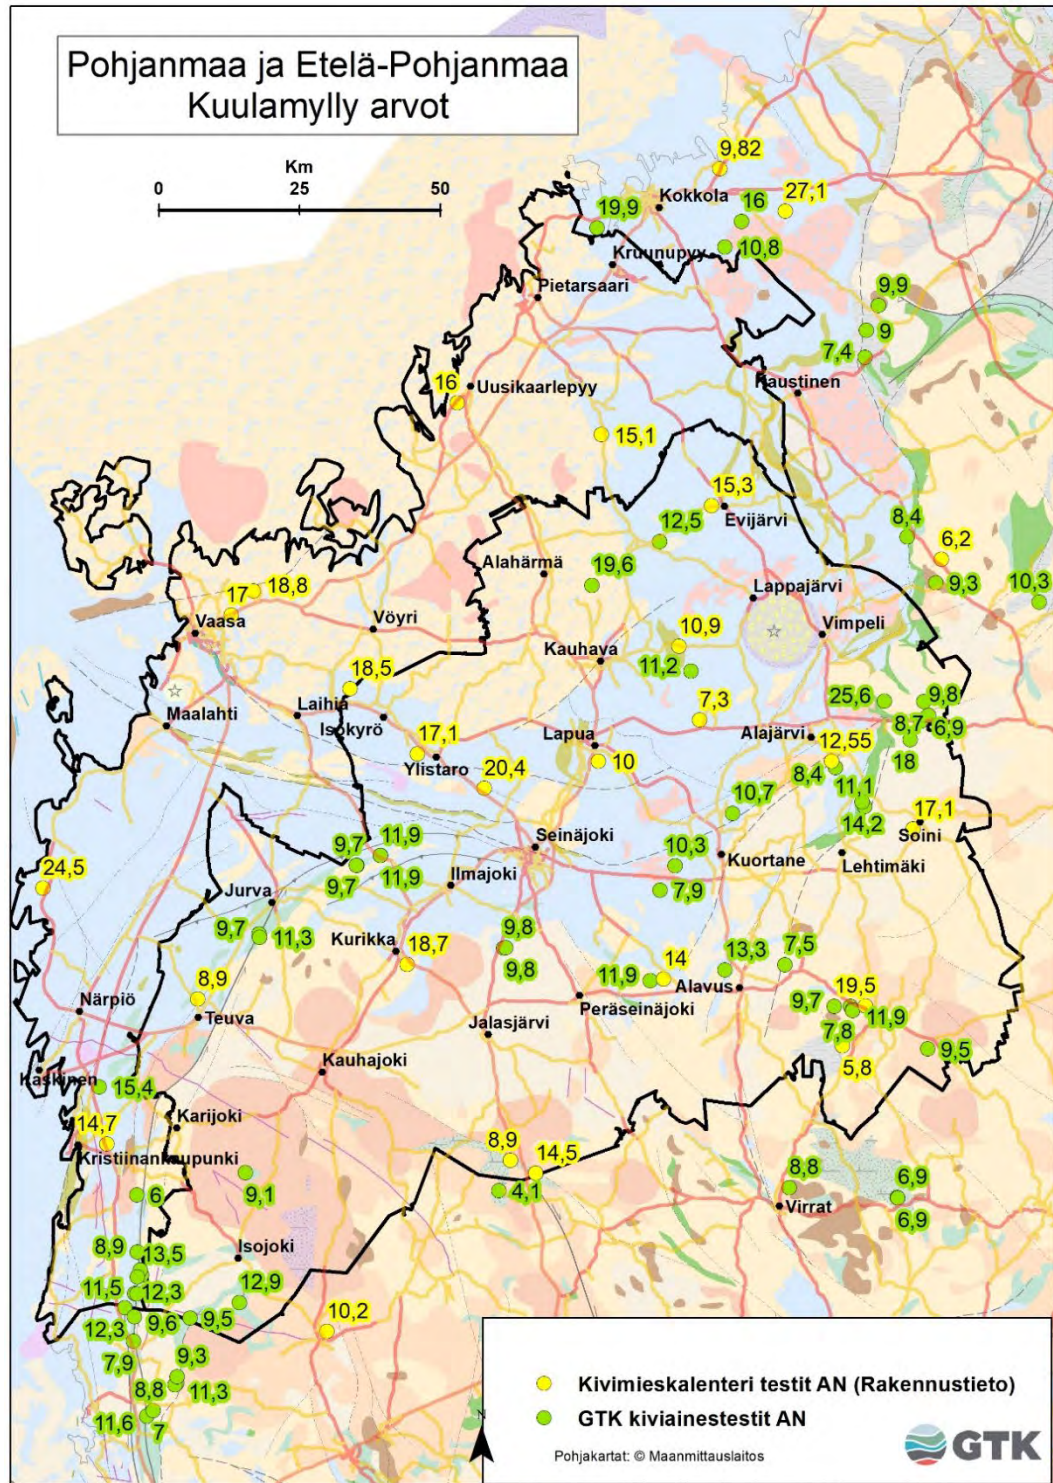 Pohjanmaa ja Etelä-Pohjanmaa
Kuulamylly arvot
Km
0 25 50
9,82
Kokkola
27,1
16
19,9
10,8
Kruunupyy
Pietarsaari
9,9
9
7,4
Kaustinen
16
Uusikaarlepyy
15,1
15,3
Evijärvi
12,5
8,4
6,2
Alahärmä
19,6
9,3
10,3
18,8
17
Lappajärvi
Vaasa
Vöyri
Vimpeli
10,9
Kauhava
11,2
18,5
25,6
9,8
Laihia
7,3
Maalahti
Isokyrö
8,7
6,9
Lapua
Alajärvi
12,55
18
17,1
Ylistaro
10
8,4
20,4
11,1
10,7
14,2
17,1
Soini
Seinäjoki
9,7
11,9
10,3
Kuortane
Lehtimäki
24,5
9,7
11,9
Ilmajoki
7,9
Jurva
9,7
11,3
Kurikka
18,7
9,8
9,8
13,3
7,5
11,9
14
Alavus
8,9
Närpiö
Teuva
Peräseinäjoki
9,7
19,5
11,9
7,8
Jalasjärvi
5,8
9,5
Kaskinen
Kauhajoki
15,4
Karijoki
14,7
Kristiinankaupunki
8,9
14,5
9,1
4,1
8,8
6,9
6
Virrat
6,9
8,9
13,5
Isojoki
11,5
12,3
12,9
12,3
9,6
9,5
10,2
7,9
9,3
8,8
11,3
11,6
7
Kivimieskalenteri testit AN (Rakennustieto)
GTK kiviainestestit AN
N
Pohjakartat: © Maanmittauslaitos
GTK